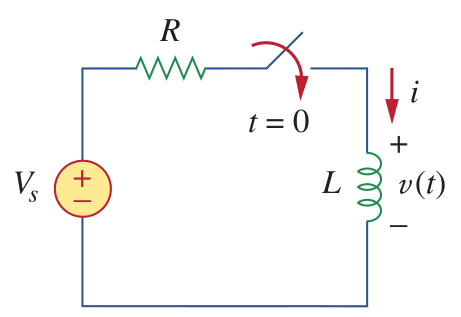 R
t = 0
i
+
V_s
+
−
L
v(t)
−